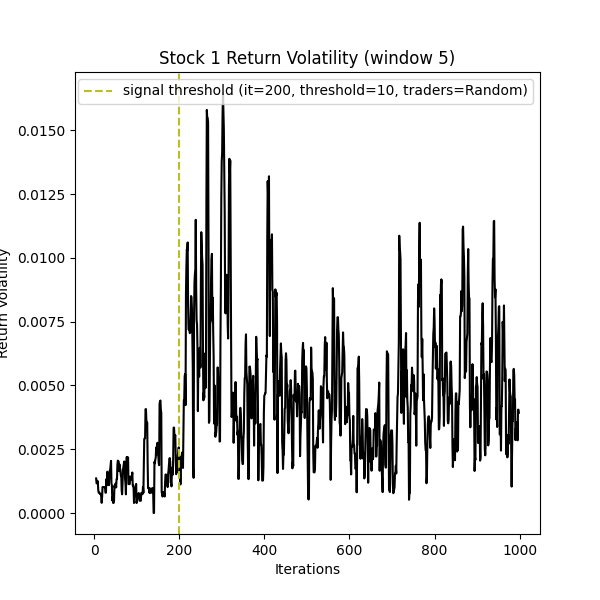 Stock 1 Return Volatility (window 5)
signal threshold (it=200, threshold=10, traders=Random)
0.0150
0.0125
0.0100
0.0075
0.0050
0.0025
0.0000
Return Volatility
0 200 400 600 800 1000
Iterations